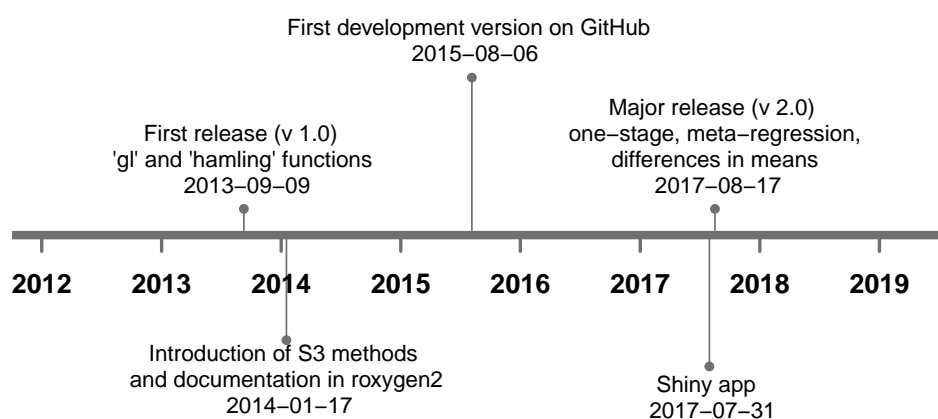 First development version on GitHub
2015−08−06
Major release (v 2.0)
one−stage, meta−regression,
differences in means
2017−08−17
First release (v 1.0)
'gl' and 'hamling' functions
2013−09−09
2012 2013 2014 2015 2016 2017 2018 2019
Introduction of S3 methods
and documentation in roxygen2
2014−01−17
Shiny app
2017−07−31